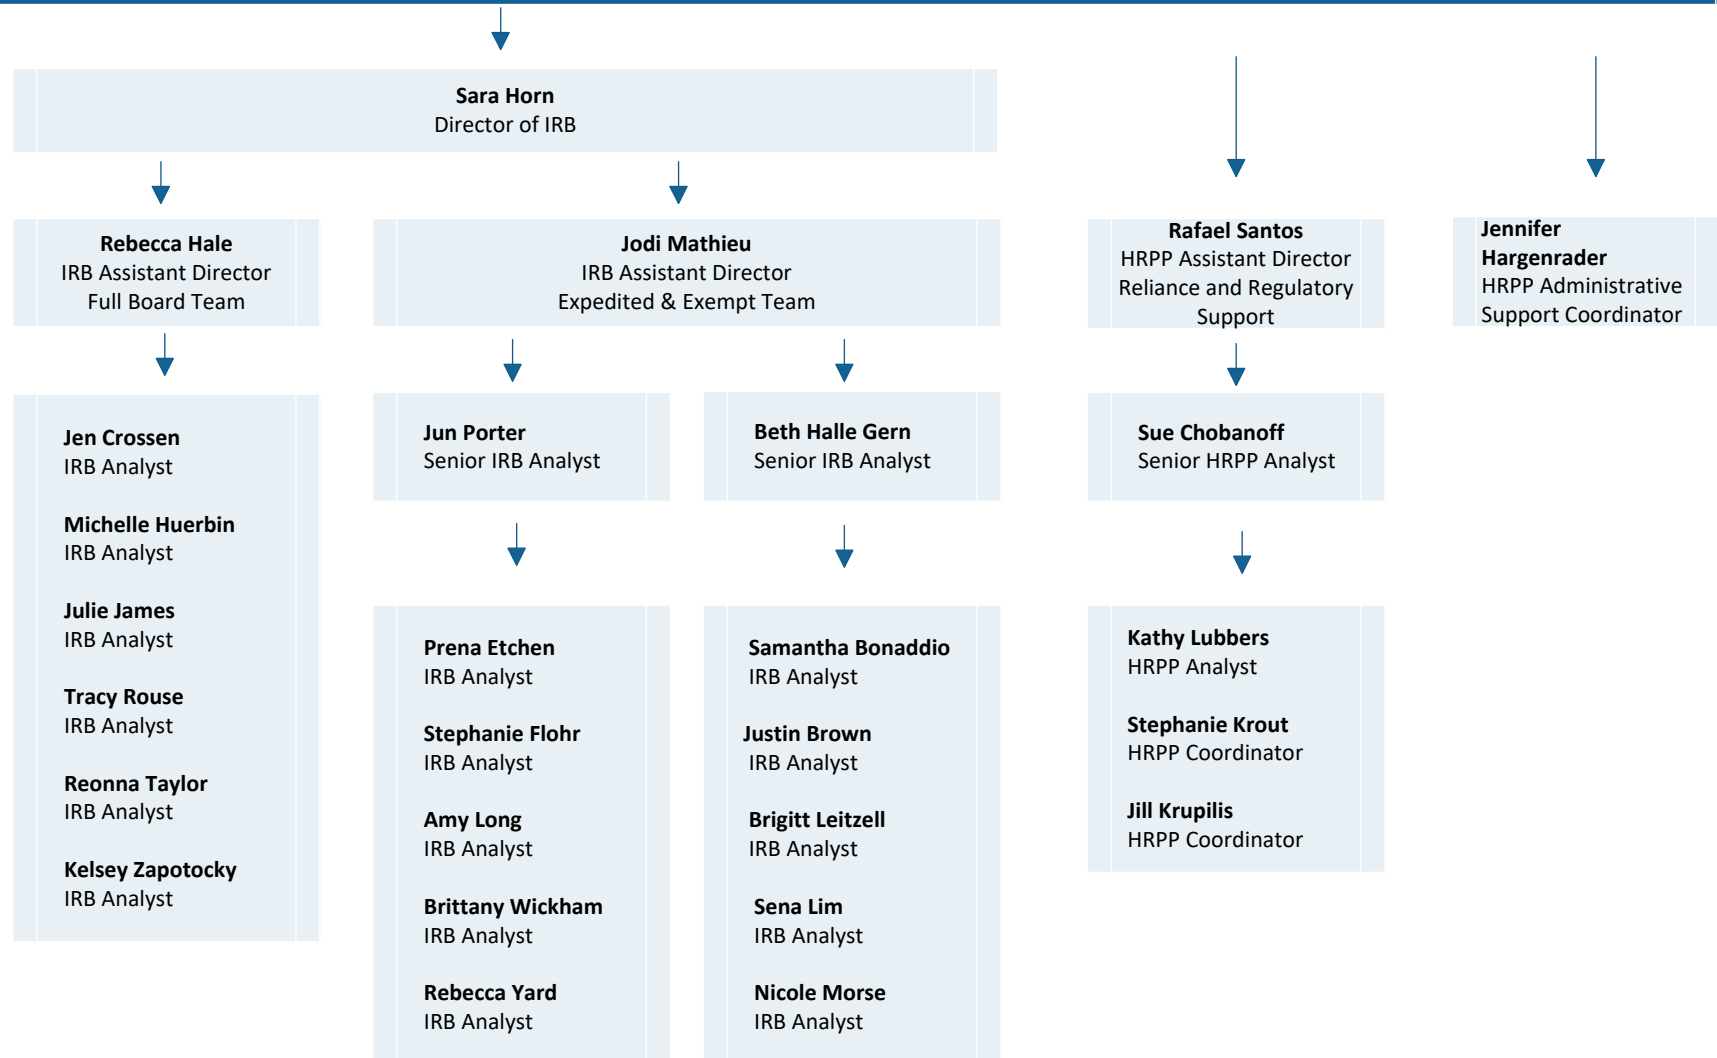 Sara Horn
Director of IRB
Rebecca Hale
IRB Assistant Director
Full Board Team
Jodi Mathieu
IRB Assistant Director
Expedited & Exempt Team
Rafael Santos
HRPP Assistant Director
Reliance and Regulatory
Support
Jennifer
Hargenrader
HRPP Administrative
Support Coordinator
Jen Crossen
IRB Analyst
Michelle Huerbin
IRB Analyst
Julie James
IRB Analyst
Tracy Rouse
IRB Analyst
Reonna Taylor
IRB Analyst
Kelsey Zapotocky
IRB Analyst
Jun Porter
Senior IRB Analyst
Prena Etchen
IRB Analyst
Stephanie Flohr
IRB Analyst
Amy Long
IRB Analyst
Brittany Wickham
IRB Analyst
Rebecca Yard
IRB Analyst
Beth Halle Gern
Senior IRB Analyst
Samantha Bonaddio
IRB Analyst
Justin Brown
IRB Analyst
Brigitt Leitzell
IRB Analyst
Sena Lim
IRB Analyst
Nicole Morse
IRB Analyst
Sue Chobanoff
Senior HRPP Analyst
Kathy Lubbers
HRPP Analyst
Stephanie Krout
HRPP Coordinator
Jill Krupilis
HRPP Coordinator